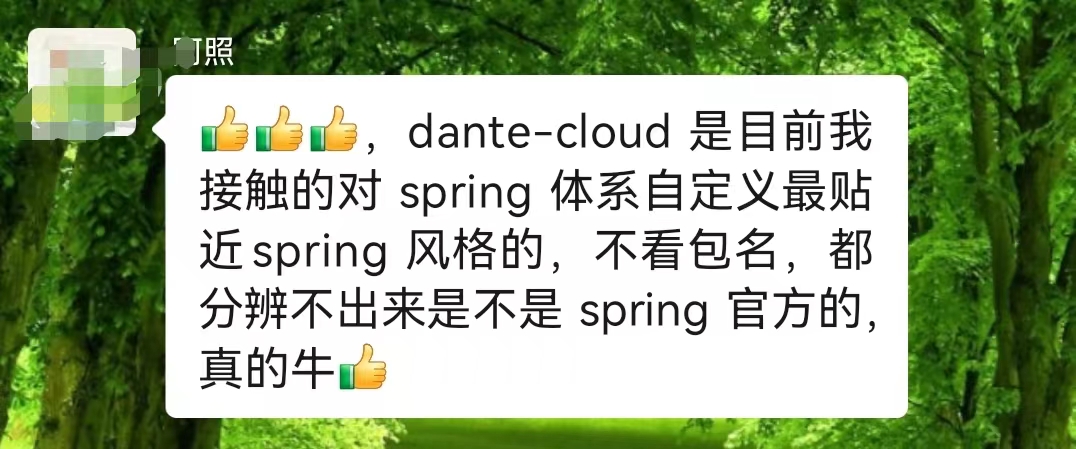 阿照
👍👍👍，dante-cloud 是目前我
接触的对 spring 体系自定义最贴
近spring 风格的，不看包名，都
分辨不出来是不是 spring 官方的，
真的牛👍